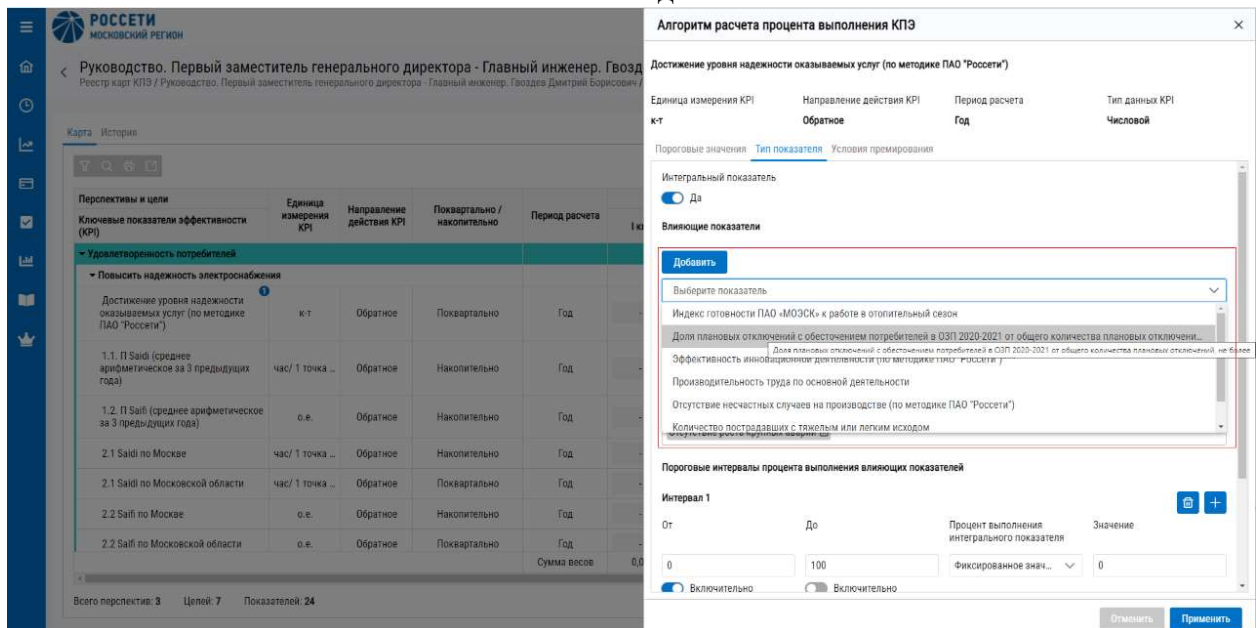 РОССЕТИ
МОСКОВСКИЙ РЕГИОН
Руководство. Первый заместитель генерального директора - Главный инженер. Гвозд
Реестр карт КПЭ / Руководство. Первый заместитель генерального директора - Главный инженер. Гвоздев Дмитрий Борисович /
Карта История
Перспективы и цели
Ключевые показатели эффективности (KPI)
Единица измерения KPI
Направление действия KPI
Поквартально / накопительно
Период расчета
I кв
Удовлетворенность потребителей
Повысить надежность электроснабжения
Достижение уровня надежности оказываемых услуг (по методике ПАО "Россети") 1 к-т Обратное Поквартально Год -
1.1. П Saidi (среднее арифметическое за 3 предыдущих года) час/ 1 точка ... Обратное Накопительно Год -
1.2. П Saifi (среднее арифметическое за 3 предыдущих года) о.е. Обратное Накопительно Год -
2.1 Saidi по Москве час/ 1 точка ... Обратное Накопительно Год -
2.1 Saidi по Московской области час/ 1 точка ... Обратное Поквартально Год -
2.2 Saifi по Москве о.е. Обратное Накопительно Год -
2.2 Saifi по Московской области о.е. Обратное Поквартально Год -
Сумма весов 0,0
Всего перспектив: 3 Целей: 7 Показателей: 24
Алгоритм расчета процента выполнения КПЭ
Достижение уровня надежности оказываемых услуг (по методике ПАО "Россети")
Единица измерения KPI Направление действия KPI Период расчета Тип данных KPI
к-т Обратное Год Числовой
Пороговые значения Тип показателя Условия премирования
Интегральный показатель
Да
Влияющие показатели
Добавить
Выберите показатель
Индекс готовности ПАО «МОЭСК» к работе в отопительный сезон
Доля плановых отключений с обесточением потребителей в ОЗП 2020-2021 от общего количества плановых отключени...
Доля плановых отключений с обесточением потребителей в ОЗП 2020-2021 от общего количества плановых отключений, не более
Эффективность инновационной деятельности (по методике ПАО "Россети")
Производительность труда по основной деятельности
Отсутствие несчастных случаев на производстве (по методике ПАО "Россети")
Количество пострадавших с тяжелым или легким исходом
Отсутствие роста крупных аварий
Пороговые интервалы процента выполнения влияющих показателей
Интервал 1
От До Процент выполнения интегрального показателя Значение
0 100 Фиксированное знач... 0
Включительно Включительно
Отменить Применить